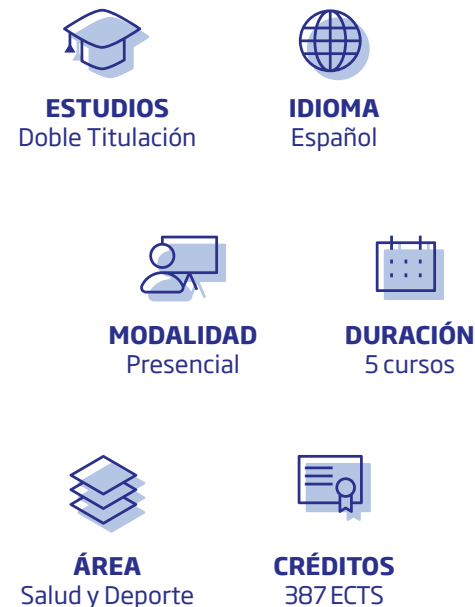 ESTUDIOS
Doble Titulación
IDIOMA
Español
MODALIDAD
Presencial
DURACIÓN
5 cursos
ÁREA
Salud y Deporte
CRÉDITOS
387 ECTS